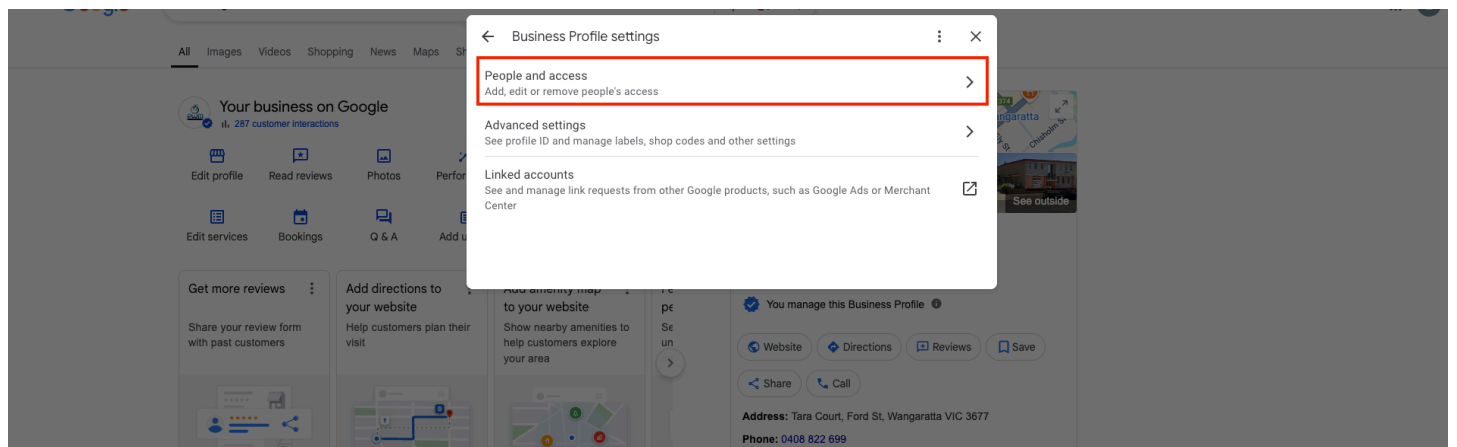 Business Profile settings
People and access
Add, edit or remove people's access
Advanced settings
See profile ID and manage labels, shop codes and other settings
Linked accounts
See and manage link requests from other Google products, such as Google Ads or Merchant
Center
All Images Videos Shopping News Maps
Your business on Google
287 customer interactions
Edit profile Read reviews Photos
Edit services Bookings Q & A
Get more reviews
Share your review form
with past customers
Add directions to
your website
Help customers plan their
visit
Add amenity map
to your website
Show nearby amenities to
help customers explore
your area
See outside
You manage this Business Profile
Website Directions Reviews Save
Share Call
Address: Tara Court, Ford St, Wangaratta VIC 3677
Phone: 0408 822 699